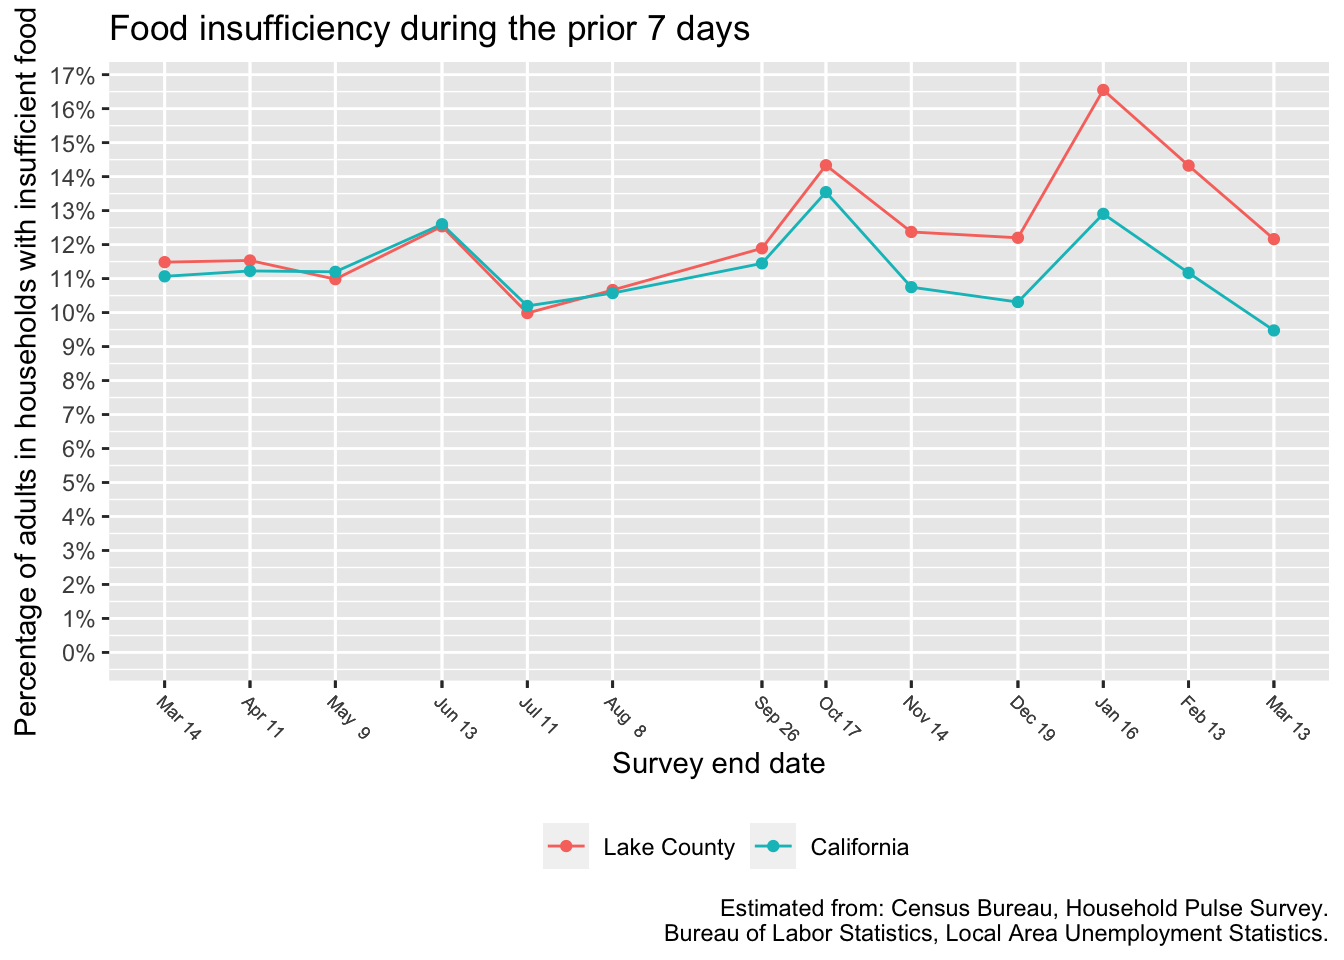 Food insufficiency during the prior 7 days
Percentage of adults in households with insufficient food
17%
16%
15%
14%
13%
12%
11%
10%
9%
8%
7%
6%
5%
4%
3%
2%
1%
0%
Mar 14
Apr 11
May 9
Jun 13
Jul 11
Aug 8
Sep 26
Oct 17
Nov 14
Dec 19
Jan 16
Feb 13
Mar 13
Survey end date
Lake County
California
Estimated from: Census Bureau, Household Pulse Survey.
Bureau of Labor Statistics, Local Area Unemployment Statistics.